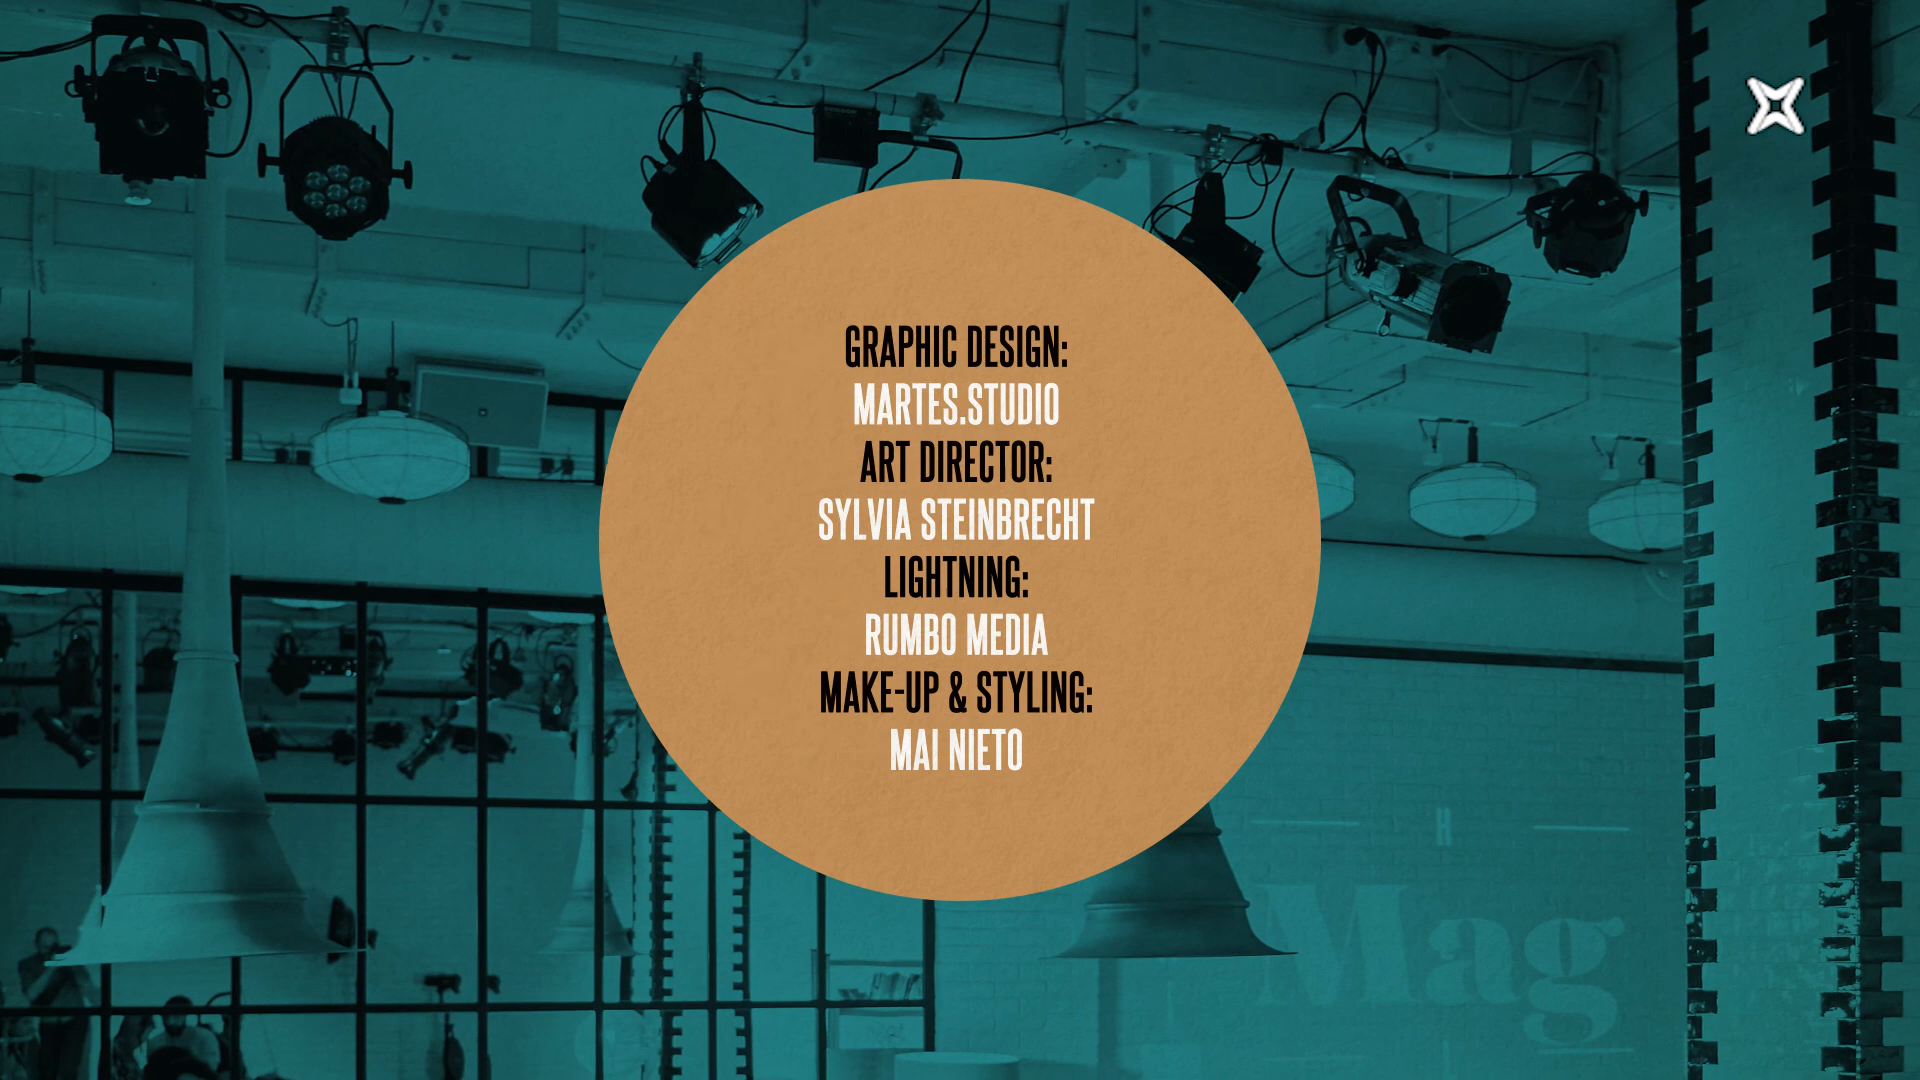 GRAPHIC DESIGN:
MARTES.STUDIO
ART DIRECTOR:
SYLVIA STEINBRECHT
LIGHTNING:
RUMBO MEDIA
MAKE-UP & STYLING:
MAI NIETO
H
Mag